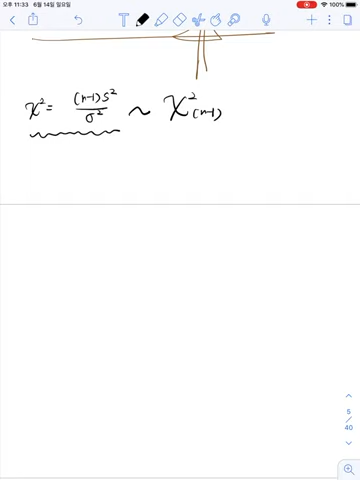 오전 11:33 6월 14일 일요일
100%
χ² = (n-1)S² / σ² ~ χ²(n-1)
5
/
40